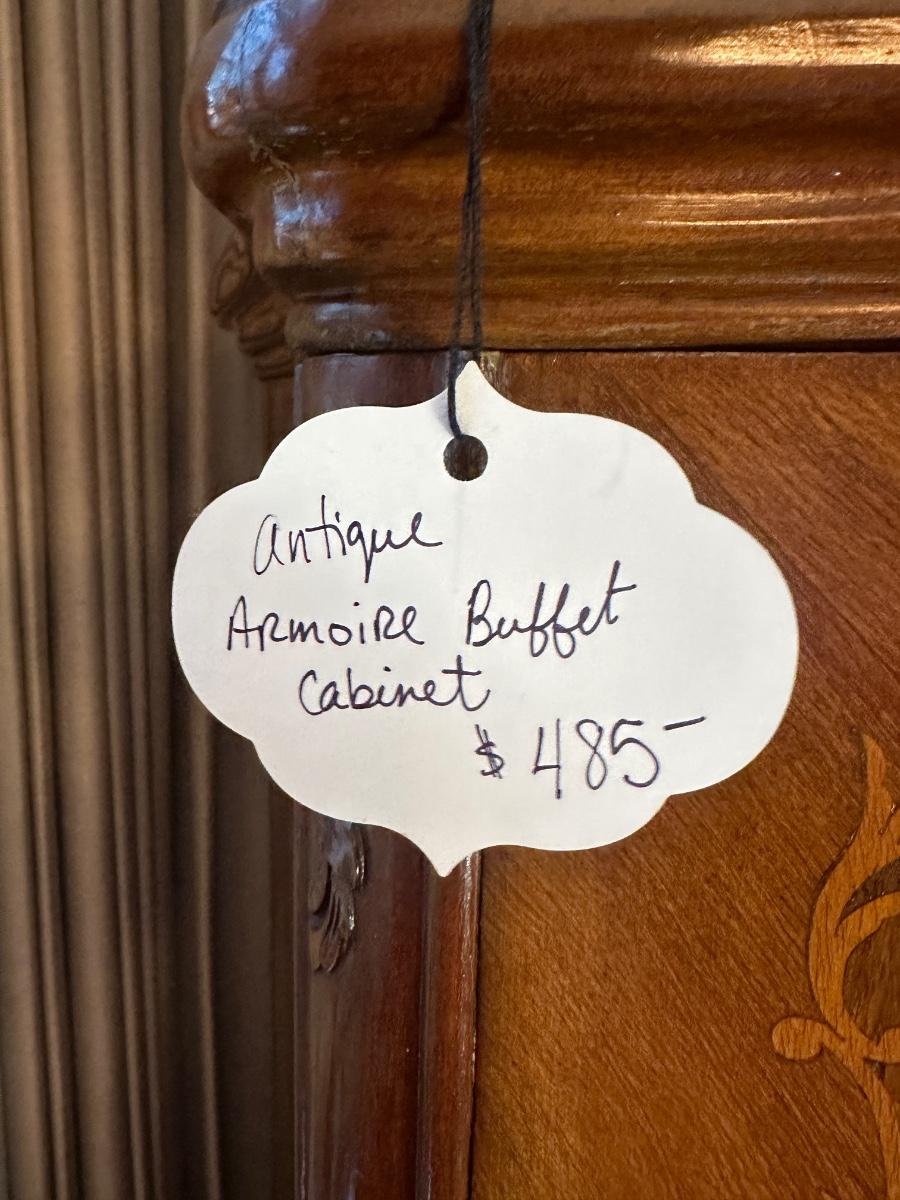 Antique
Armoire Buffet
Cabinet
$ 485-